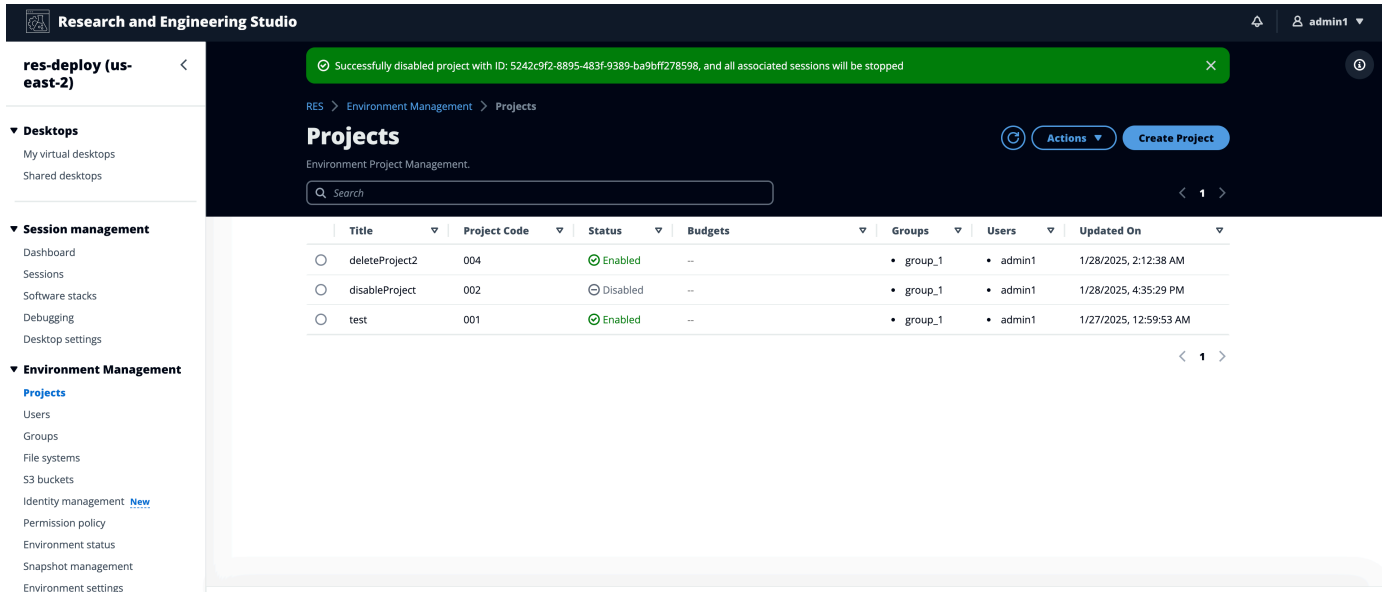 Research and Engineering Studio
admin1
res-deploy (us-
east-2)
Desktops
My virtual desktops
Shared desktops
Session management
Dashboard
Sessions
Software stacks
Debugging
Desktop settings
Environment Management
Projects
Users
Groups
File systems
S3 buckets
Identity management New
Permission policy
Environment status
Snapshot management
Environment settings
Successfully disabled project with ID: 5242c9f2-8895-483f-9389-ba9bff278598, and all associated sessions will be stopped
RES > Environment Management > Projects
Projects
Actions
Create Project
Environment Project Management.
Search
1
Title Project Code Status Budgets Groups Users Updated On
deleteProject2 004 Enabled -- • group_1 • admin1 1/28/2025, 2:12:38 AM
disableProject 002 Disabled -- • group_1 • admin1 1/28/2025, 4:35:29 PM
test 001 Enabled -- • group_1 • admin1 1/27/2025, 12:59:53 AM
1